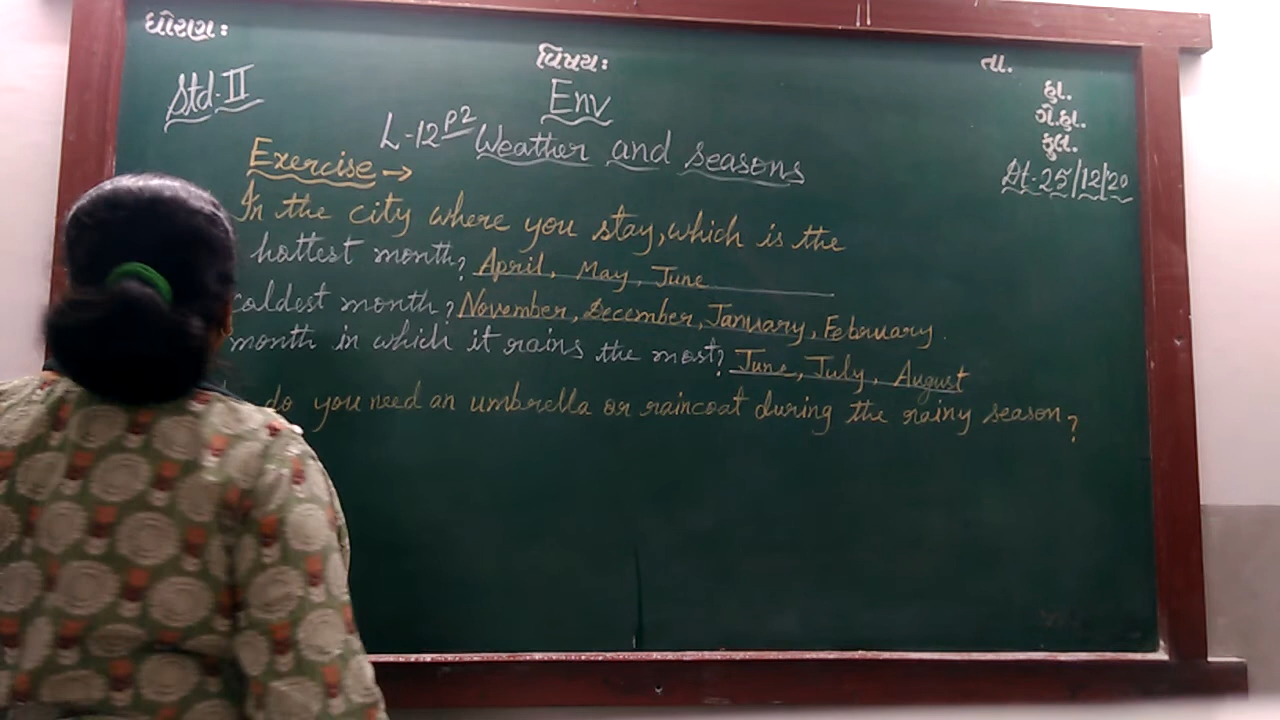 ધોરણ:
વિષય:
તા.
Std-II
Env
હા.
ગે.હા.
કુલ.
L-12 P2 Weather and seasons
Dt-25/12/20
Exercise →
In the city where you stay, which is the
hottest month? April, May, June
coldest month? November, December, January, February.
month in which it rains the most? June, July, August
do you need an umbrella or raincoat during the rainy season?